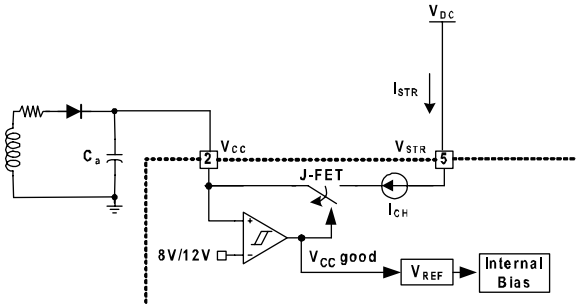 V_DC
I_STR
C_a
2
V_CC
V_STR
5
J-FET
I_CH
+
8V/12V
−
V_CC good
V_REF
Internal
Bias